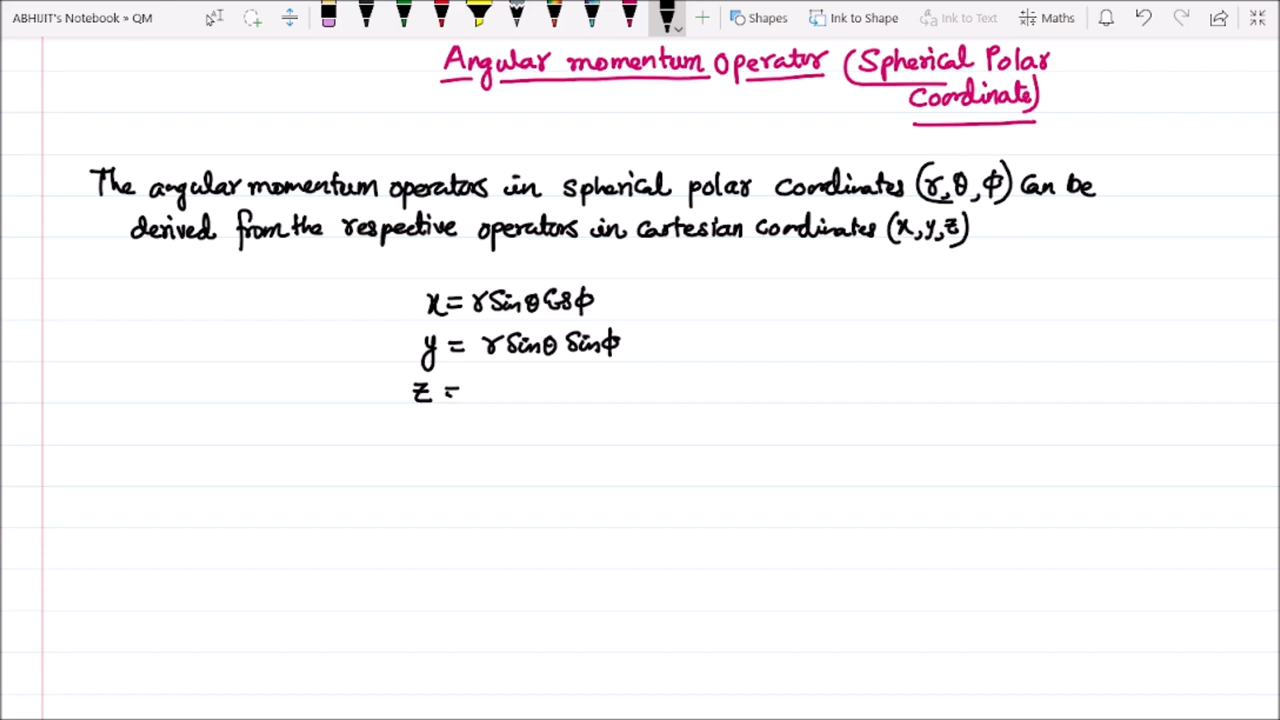 ABHIJIT's Notebook » QM
Shapes
Ink to Shape
Ink to Text
Maths
Angular momentum Operator (Spherical Polar
Coordinate)
The angular momentum operators in spherical polar coordinates (r,θ,ϕ) can be
derived from the respective operators in cartesian coordinates (x,y,z)
x = r Sinθ Cosϕ
y = r Sinθ Sinϕ
z =